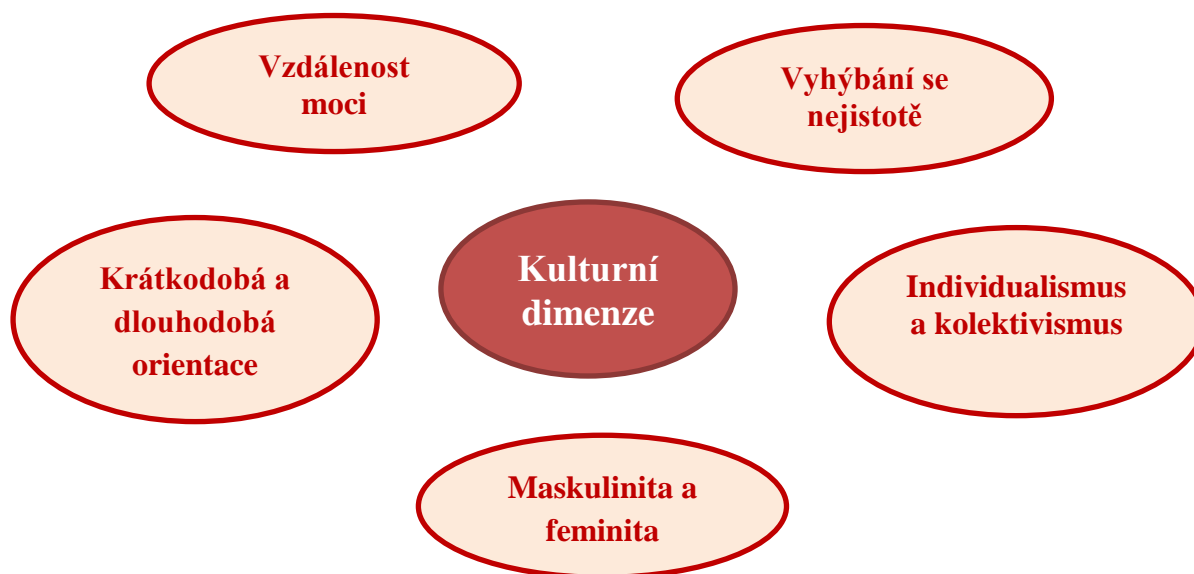 Vzdálenost
moci
Vyhýbání se
nejistotě
Krátkodobá a
dlouhodobá
orientace
Kulturní
dimenze
Individualismus
a kolektivismus
Maskulinita a
feminita